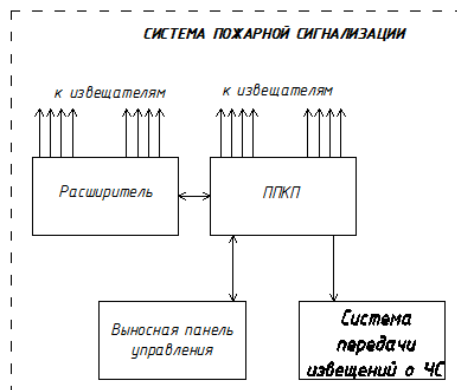 СИСТЕМА ПОЖАРНОЙ СИГНАЛИЗАЦИИ
к извещателям
к извещателям
Расширитель
ППКП
Выносная панель
управления
Система
передачи
извещений о ЧС